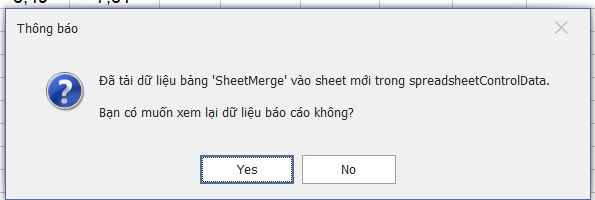 Thông báo
Đã tải dữ liệu bảng 'SheetMerge' vào sheet mới trong spreadsheetControlData.
Bạn có muốn xem lại dữ liệu báo cáo không?
Yes
No